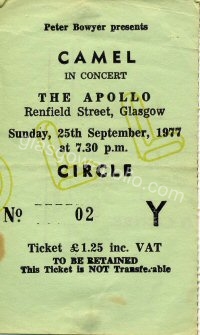 Peter Bowyer presents
CAMEL
IN CONCERT
THE APOLLO
Renfield Street, Glasgow
Sunday, 25th September, 1977
at 7.30 p.m.
CIRCLE
No 02 Y
Ticket £1.25 inc. VAT
TO BE RETAINED
This Ticket is NOT Transferable